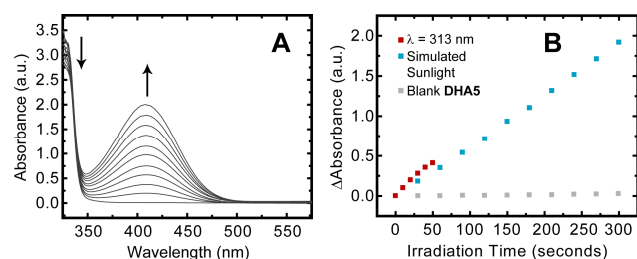 A
3.5
3.0
2.5
2.0
1.5
1.0
0.5
0.0
350
400
450
500
550
Absorbance (a.u.)
Wavelength (nm)
B
λ = 313 nm
Simulated
Sunlight
Blank DHA5
2.0
1.5
1.0
0.5
0.0
0
50
100
150
200
250
300
ΔAbsorbance (a.u.)
Irradiation Time (seconds)